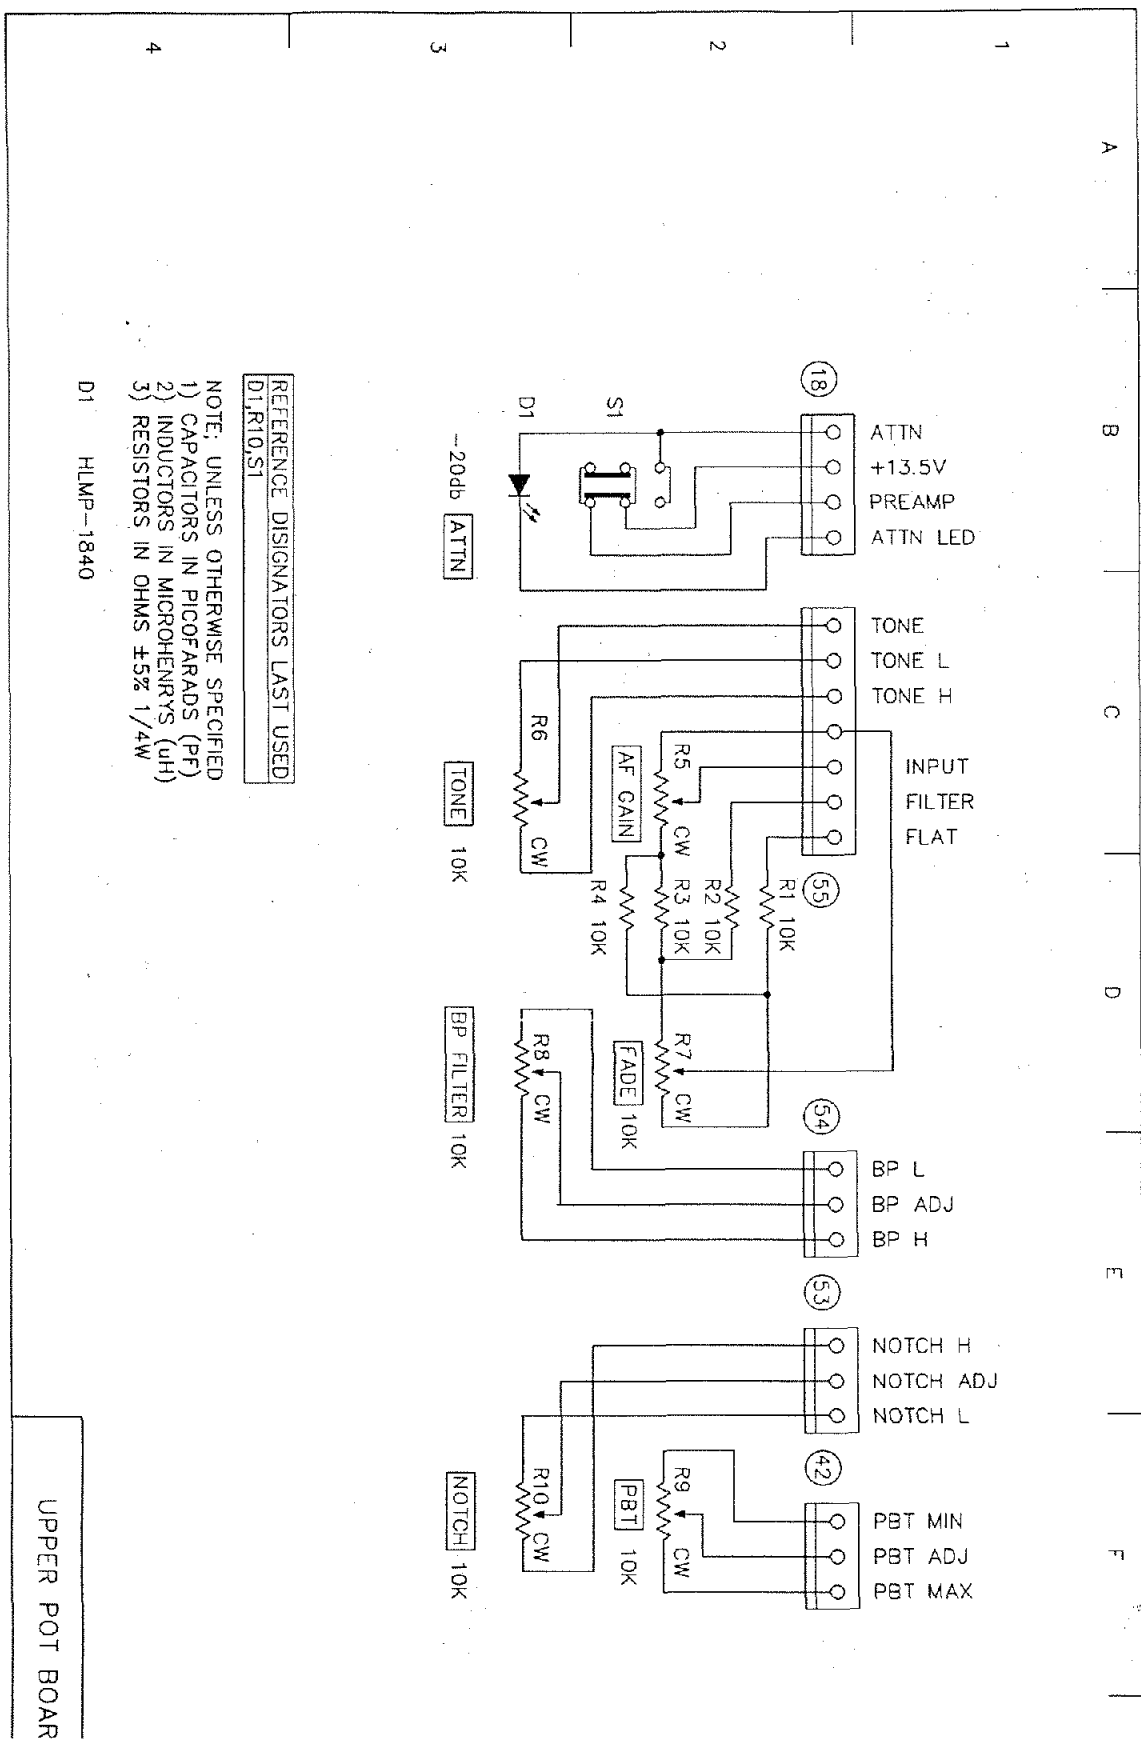 4
3
2
1
A
B
C
D
E
F
18
ATTN
+13.5V
PREAMP
ATTN LED
S1
D1
-20db ATTN
TONE
TONE L
TONE H
INPUT
FILTER
FLAT
55
R5
AF GAIN
CW
R6
CW
TONE 10K
R1 10K
R2 10K
R3 10K
R4 10K
R7
CW
FADE 10K
R8
CW
BP FILTER 10K
54
BP L
BP ADJ
BP H
53
NOTCH H
NOTCH ADJ
NOTCH L
R10
CW
NOTCH 10K
42
PBT MIN
PBT ADJ
PBT MAX
R9
CW
PBT 10K
REFERENCE DISIGNATORS LAST USED
D1,R10,S1
NOTE; UNLESS OTHERWISE SPECIFIED
1) CAPACITORS IN PICOFARADS (PF)
2) INDUCTORS IN MICROHENRYS (uH)
3) RESISTORS IN OHMS ±5% 1/4W
D1 HLMP-1840
UPPER POT BOAR